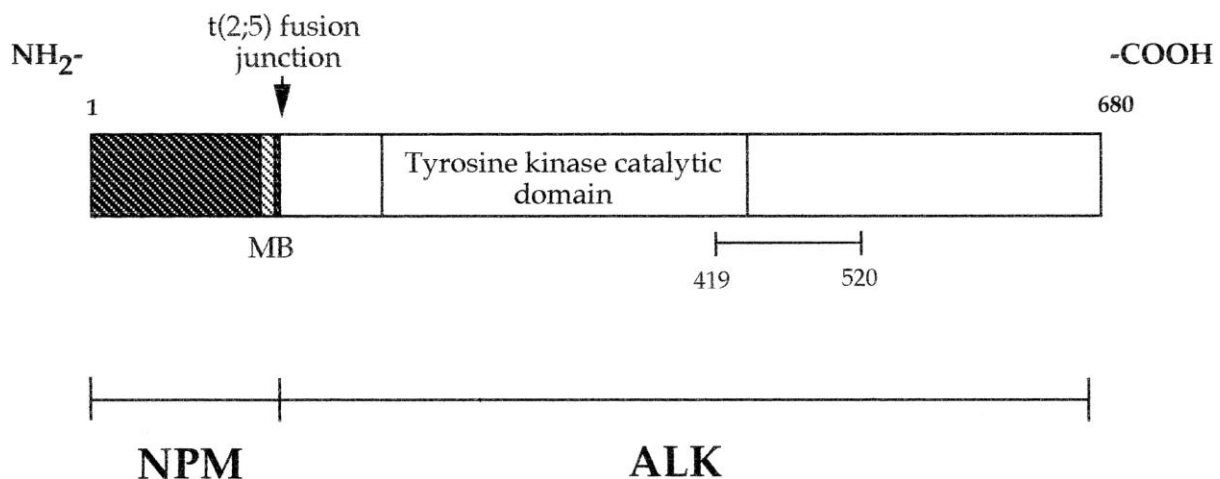 t(2;5) fusion
junction
NH2-
-COOH
1
680
Tyrosine kinase catalytic
domain
MB
419
520
NPM
ALK